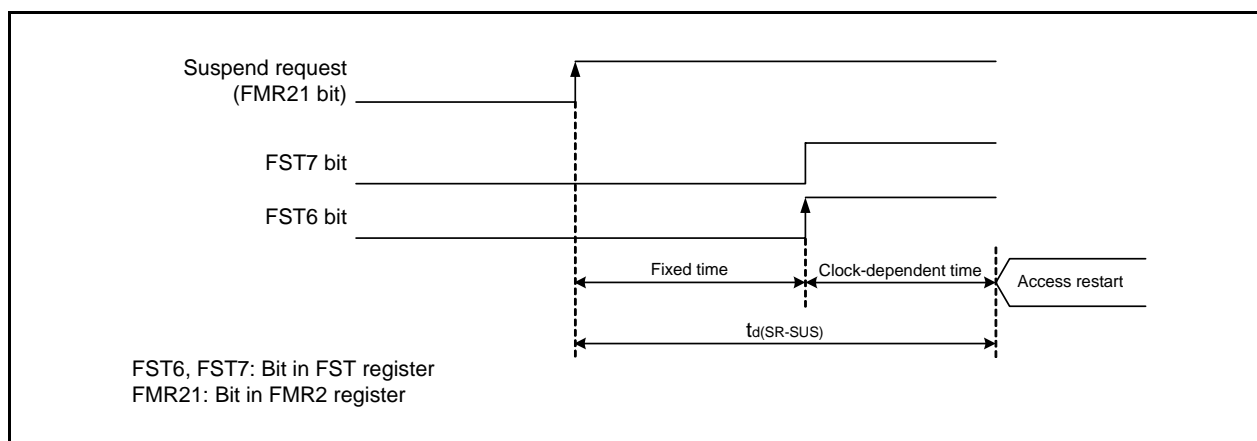 Suspend request
(FMR21 bit)
FST7 bit
FST6 bit
Fixed time
Clock-dependent time
Access restart
td(SR-SUS)
FST6, FST7: Bit in FST register
FMR21: Bit in FMR2 register